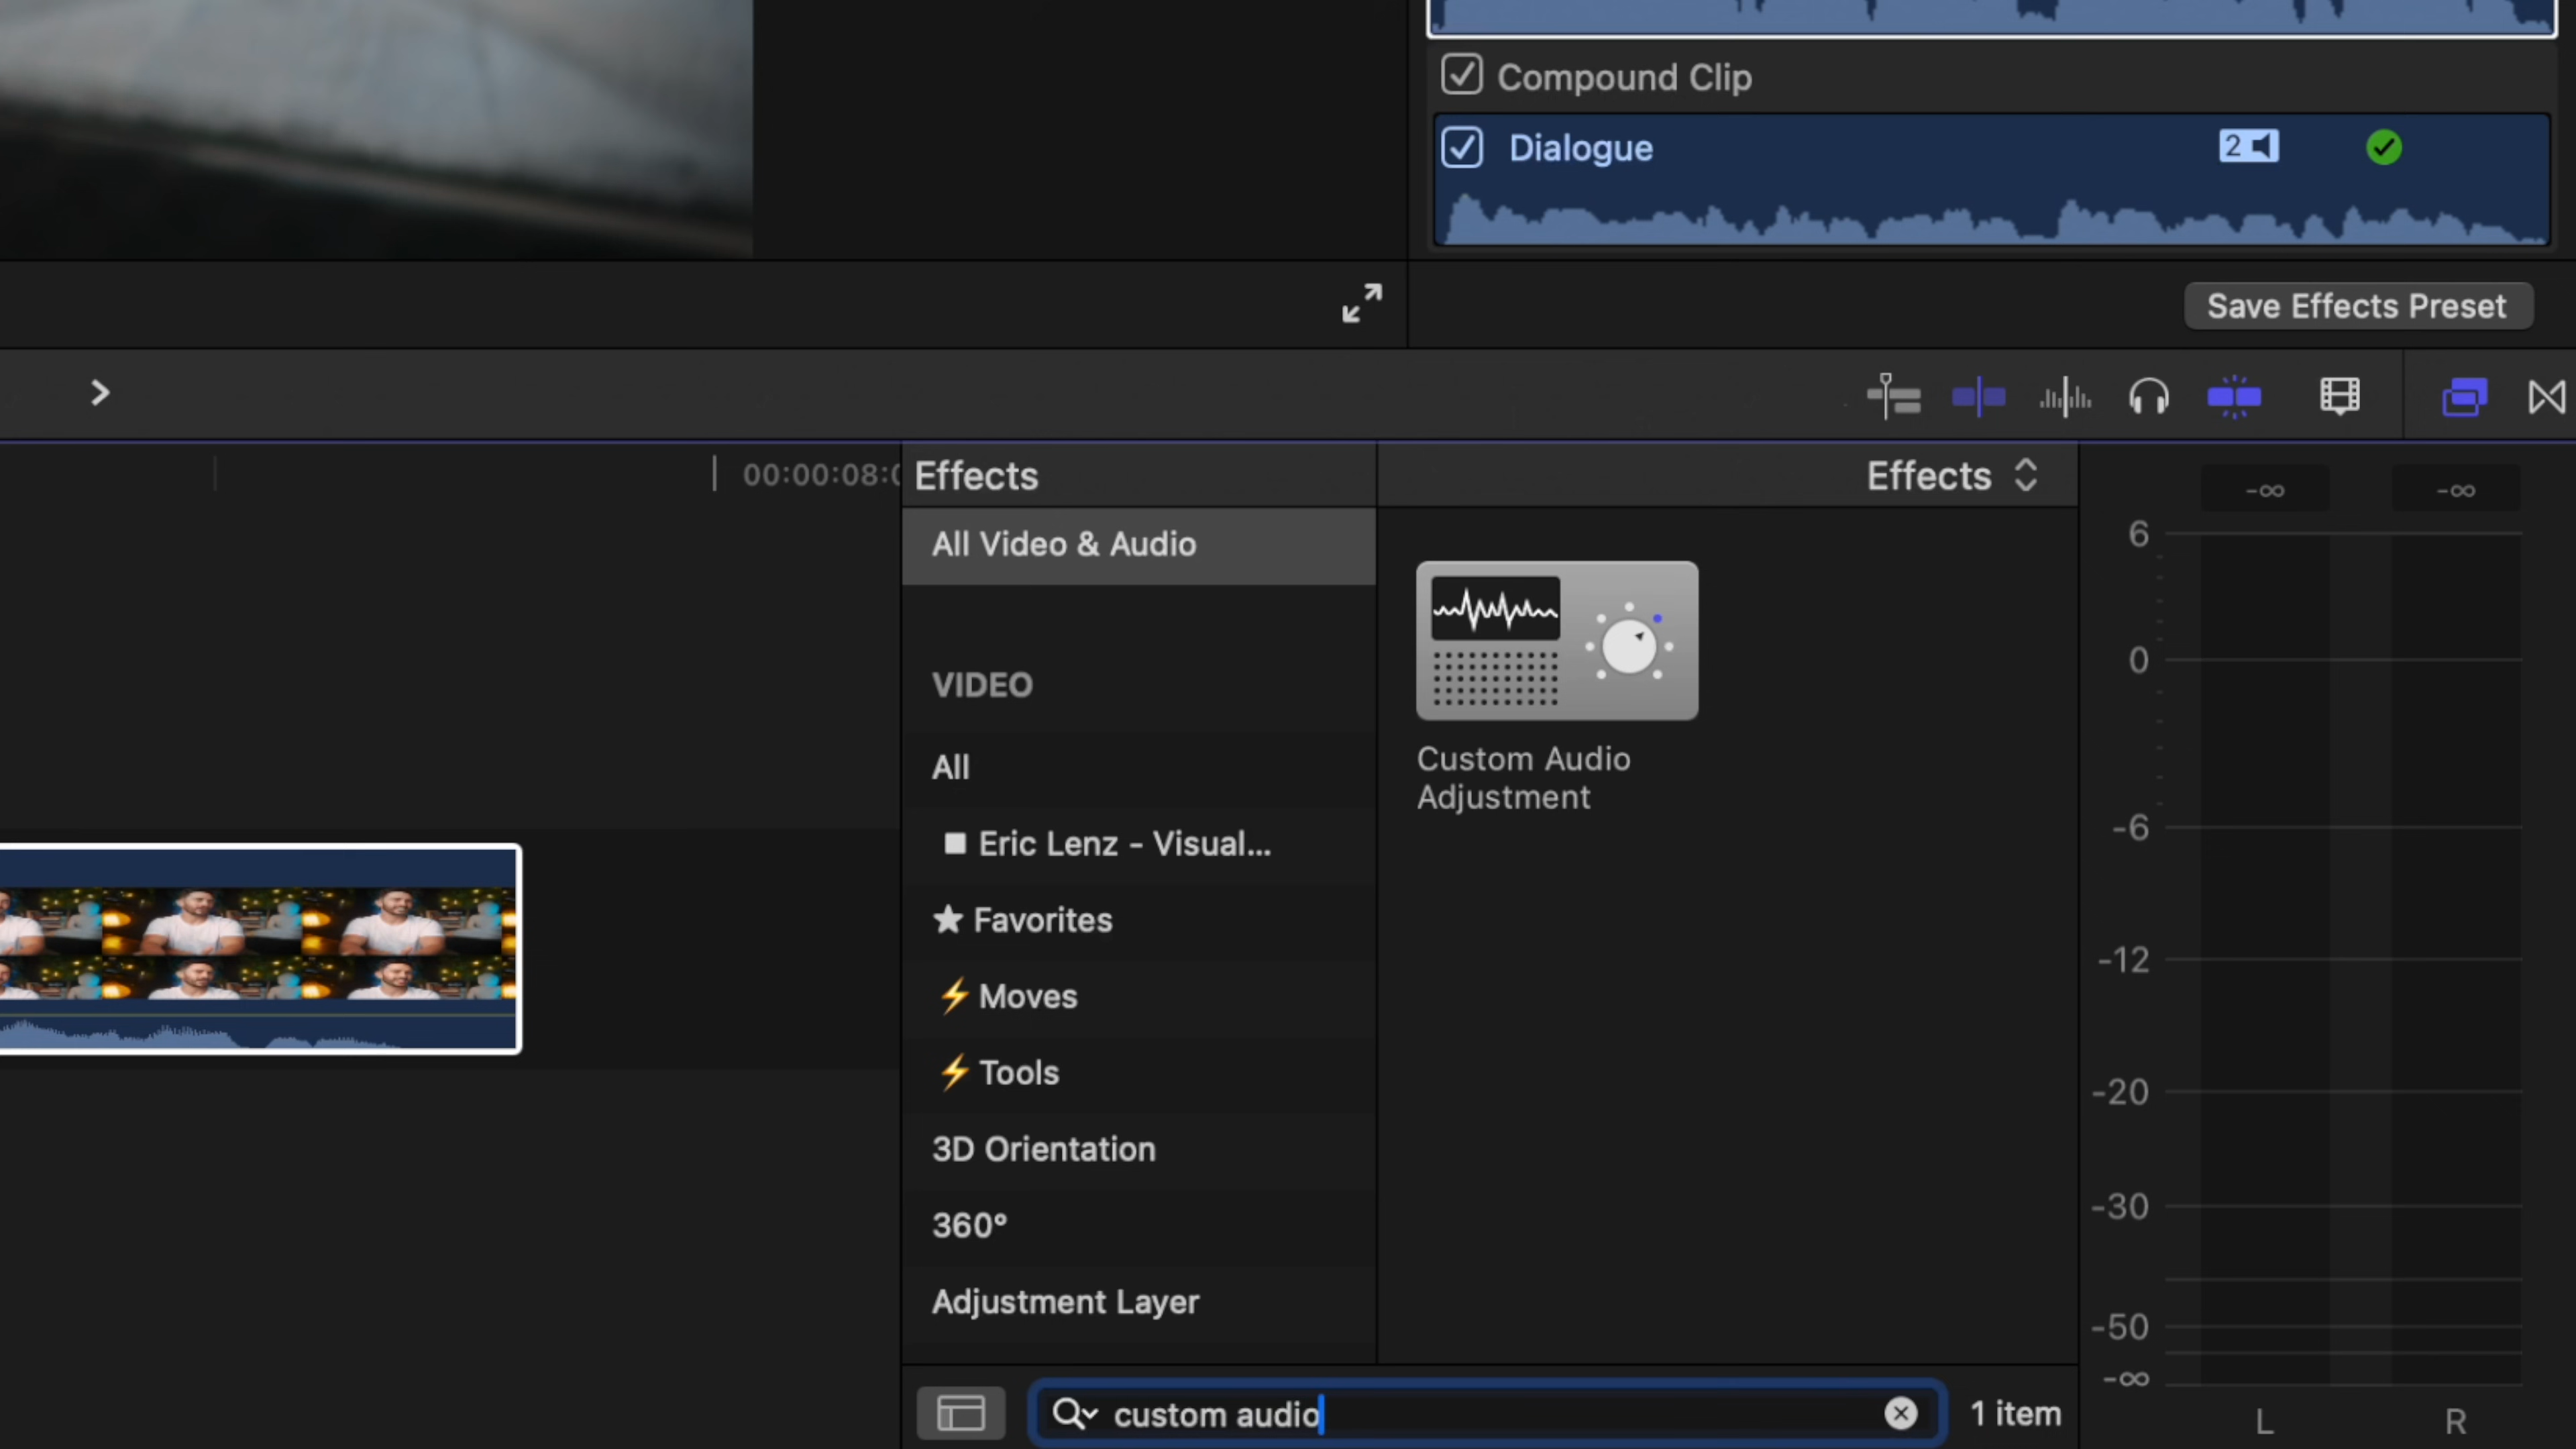 Compound Clip
Dialogue
2
Save Effects Preset
00:00:08:0
Effects
Effects
-∞
-∞
All Video & Audio
VIDEO
All
Eric Lenz - Visual...
Favorites
⚡ Moves
⚡ Tools
3D Orientation
360°
Adjustment Layer
Custom Audio
Adjustment
6
0
-6
-12
-20
-30
-50
-∞
L
R
custom audio
1 item